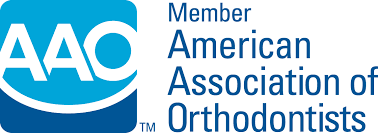 AAO
TM
Member
American
Association of
Orthodontists